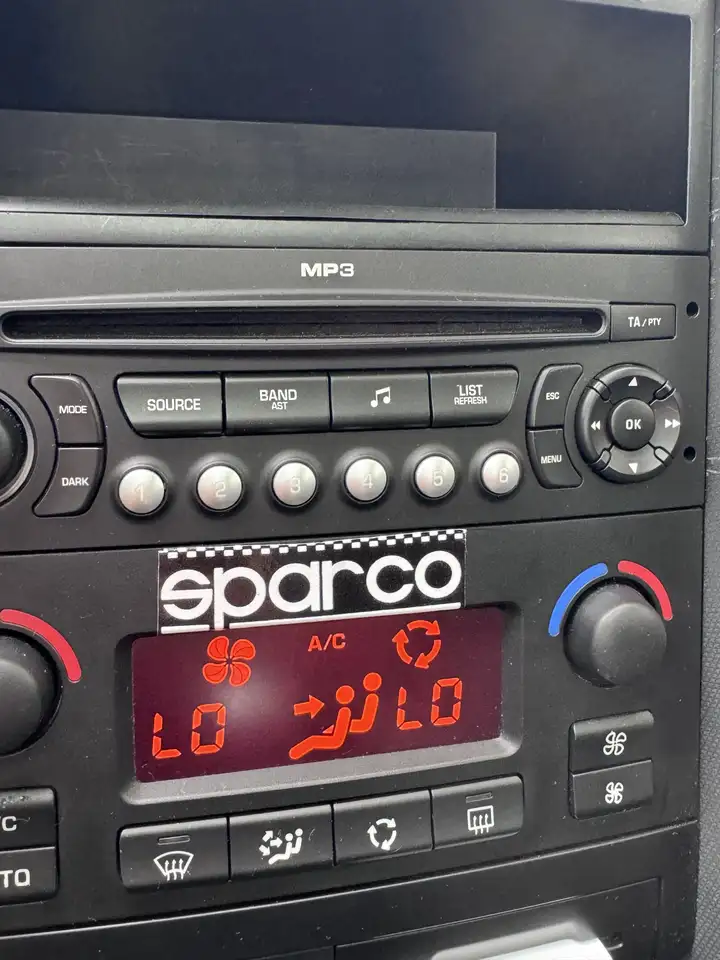 MP3
TA / PTY
SOURCE
BAND
AST
LIST
REFRESH
MODE
DARK
ESC
MENU
OK
1 2 3 4 5 6
sparco
A/C
LO LO
/C
TO